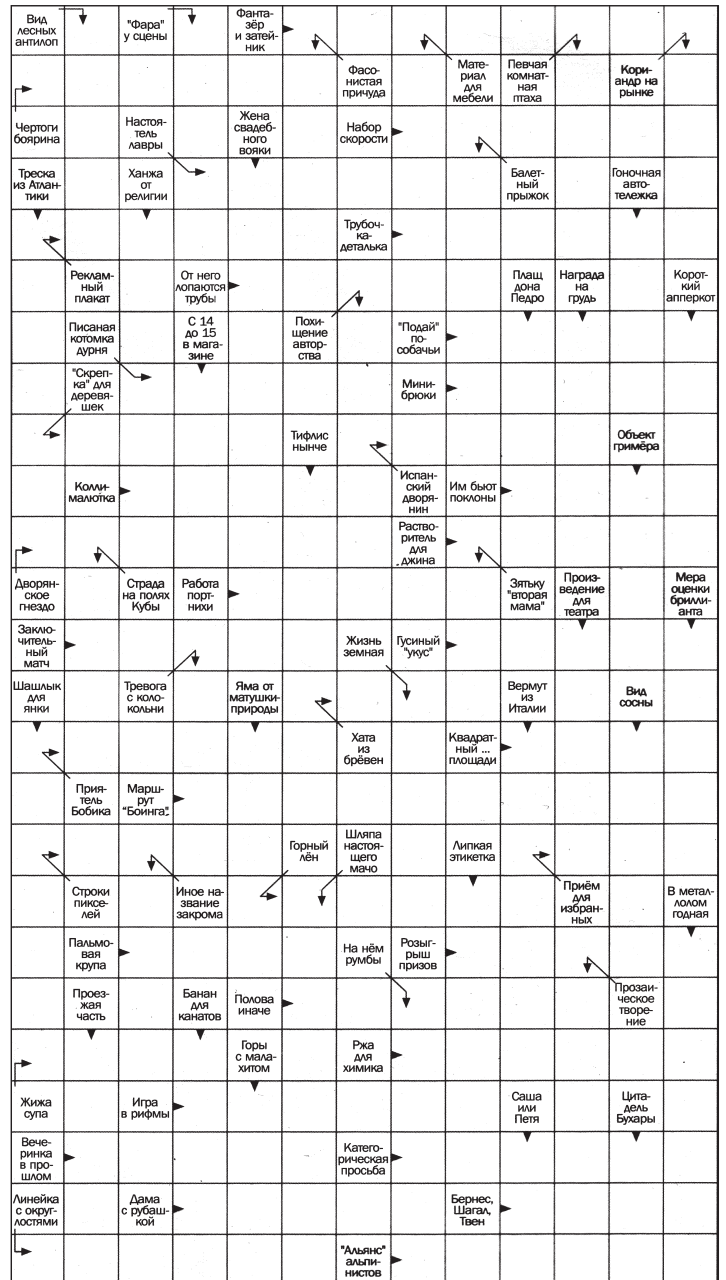 Вид
лесных
антилоп
"Фара"
у сцены
Фанта-
зёр
и затей-
ник
Фасо-
нистая
причуда
Мате-
риал
для
мебели
Певчая
комнат-
ная
птаха
Кори-
андр на
рынке
Чертоги
боярина
Настоя-
тель
лавры
Жена
свадеб-
ного
вояки
Набор
скорости
Треска
из Атлан-
тики
Ханжа
от
религии
Балет-
ный
прыжок
Гоночная
авто-
тележка
Трубоч-
ка-
деталька
Реклам-
ный
плакат
От него
лопаются
трубы
Плащ
дона
Педро
Награда
на
грудь
Корот-
кий
апперкот
Писаная
котомка
дурня
С 14
до 15
в мага-
зине
Похи-
щение
автор-
ства
"Подай"
по-
собачьи
"Скреп-
ка" для
деревя-
шек
Мини-
брюки
Тифлис
нынче
Объект
гримёра
Колли-
малютка
Испан-
ский
дворя-
нин
Им бьют
поклоны
Раство-
ритель
для
джина
Дворян-
ское
гнездо
Страда
на полях
Кубы
Работа
порт-
нихи
Зятьку
"вторая
мама"
Произ-
ведение
для
театра
Мера
оценки
брилли-
анта
Заклю-
читель-
ный
матч
Жизнь
земная
Гусиный
"укус"
Шашлык
для
янки
Тревога
с коло-
кольни
Яма от
матушки-
природы
Вермут
из
Италии
Вид
сосны
Хата
из
брёвен
Квадрат-
ный ...
площади
Прия-
тель
Бобика
Марш-
рут
"Боинга"
Горный
лён
Шляпа
настоя-
щего
мачо
Липкая
этикетка
Строки
пиксе-
лей
Иное на-
звание
закрома
Приём
для
избран-
ных
В метал-
лолом
годная
Пальмо-
вая
крупа
На нём
румбы
Розыг-
рыш
призов
Проез-
жая
часть
Банан
для
канатов
Полова
иначе
Прозаи-
ческое
творе-
ние
Горы
с мала-
хитом
Ржа
для
химика
Жижа
супа
Игра
в рифмы
Саша
или
Петя
Цита-
дель
Бухары
Вече-
ринка
в про-
шлом
Катего-
рическая
просьба
Линейка
с округ-
лостями
Дама
с рубаш-
кой
Бернес,
Шагал,
Твен
"Альянс"
альпи-
нистов